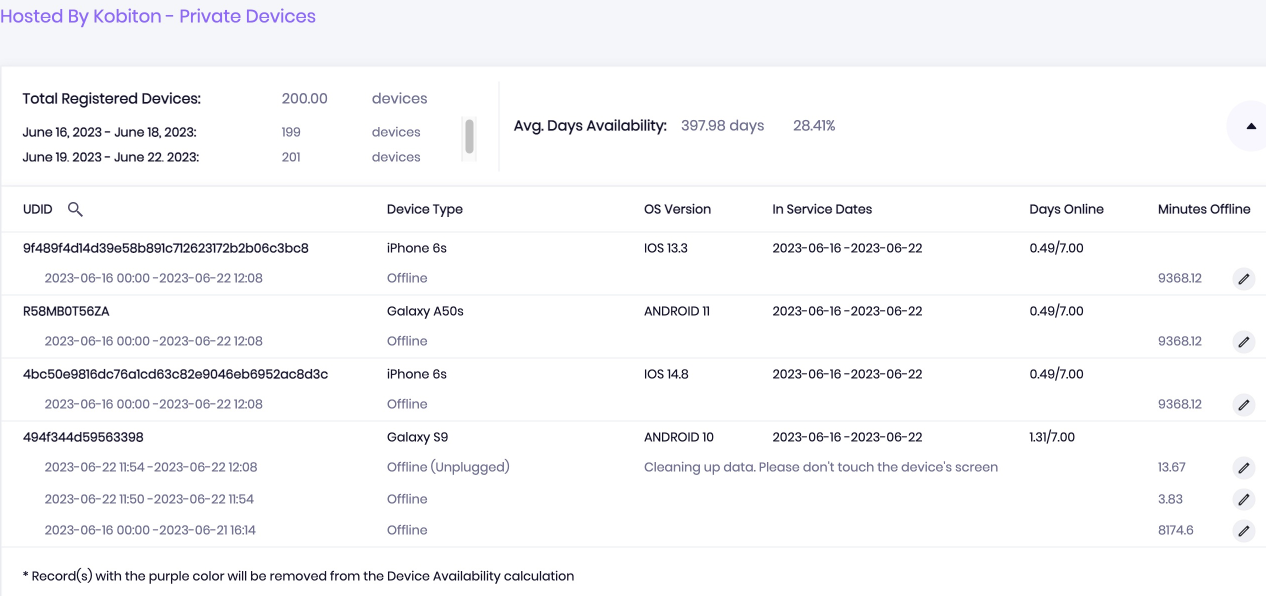 Hosted By Kobiton - Private Devices
Total Registered Devices: 200.00 devices
June 16, 2023 - June 18, 2023: 199 devices
June 19. 2023 - June 22. 2023: 201 devices
Avg. Days Availability: 397.98 days 28.41%
UDID Device Type OS Version In Service Dates Days Online Minutes Offline
9f489f4d14d39e58b891c712623172b2b06c3bc8 iPhone 6s IOS 13.3 2023-06-16 -2023-06-22 0.49/7.00
2023-06-16 00:00 -2023-06-22 12:08 Offline 9368.12
R58MB0T56ZA Galaxy A50s ANDROID 11 2023-06-16 -2023-06-22 0.49/7.00
2023-06-16 00:00 -2023-06-22 12:08 Offline 9368.12
4bc50e9816dc76a1cd63c82e9046eb6952ac8d3c iPhone 6s IOS 14.8 2023-06-16 -2023-06-22 0.49/7.00
2023-06-16 00:00 -2023-06-22 12:08 Offline 9368.12
494f344d59563398 Galaxy S9 ANDROID 10 2023-06-16 -2023-06-22 1.31/7.00
2023-06-22 11:54 -2023-06-22 12:08 Offline (Unplugged) Cleaning up data. Please don't touch the device's screen 13.67
2023-06-22 11:50 -2023-06-22 11:54 Offline 3.83
2023-06-16 00:00 -2023-06-21 16:14 Offline 8174.6
* Record(s) with the purple color will be removed from the Device Availability calculation